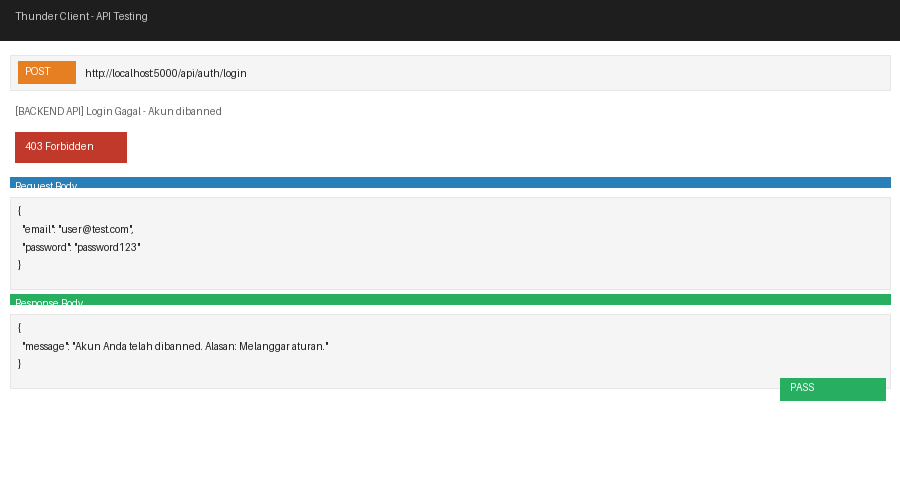 Thunder Client - API Testing
POST http://localhost:5000/api/auth/login
[BACKEND API] Login Gagal - Akun dibanned
403 Forbidden
Request Body
{
"email": "user@test.com",
"password": "password123"
}
Response Body
{
"message": "Akun Anda telah dibanned. Alasan: Melanggar aturan."
}
PASS